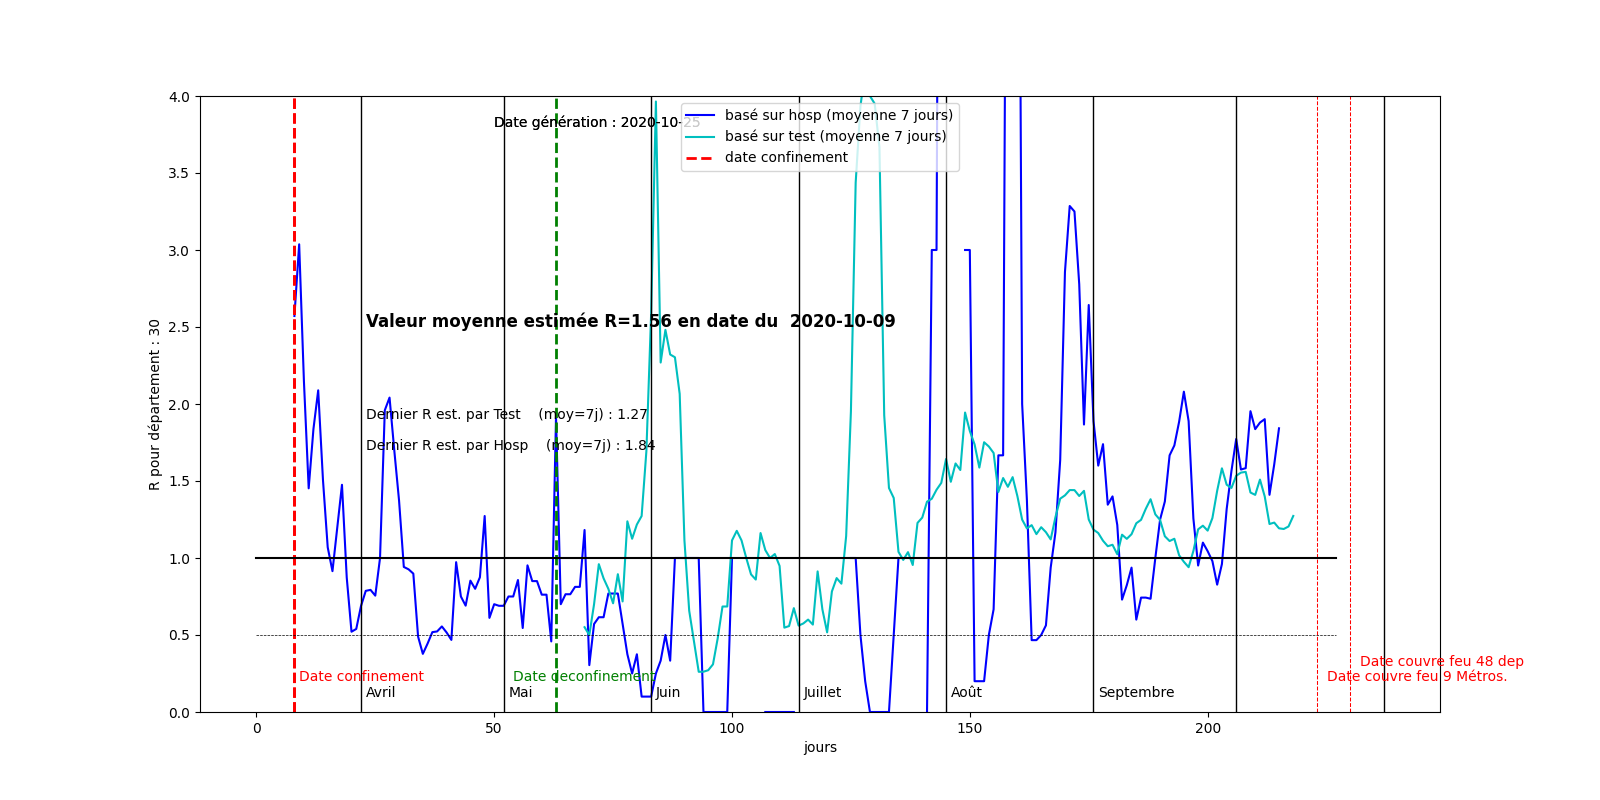 4.0
3.5
3.0
2.5
2.0
1.5
1.0
0.5
0.0
R pour département : 30
Date génération : 2020-10-25
basé sur hosp (moyenne 7 jours)
basé sur test (moyenne 7 jours)
date confinement
Valeur moyenne estimée R=1.56 en date du  2020-10-09
Dernier R est. par Test    (moy=7j) : 1.27
Dernier R est. par Hosp    (moy=7j) : 1.84
Date couvre feu 48 dep
Date confinement
Date deconfinement
Date couvre feu 9 Métros.
Avril
Mai
Juin
Juillet
Août
Septembre
0
50
100
150
200
jours